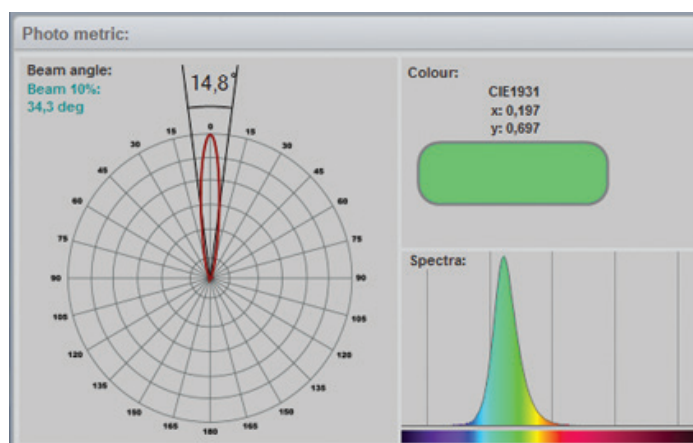 Photo metric:
Beam angle:
Beam 10%:
34,3 deg
14,8°
0
15
15
30
30
45
45
60
60
75
75
90
90
105
105
120
120
135
135
150
150
165
165
180
Colour:
CIE1931
x: 0,197
y: 0,697
Spectra: